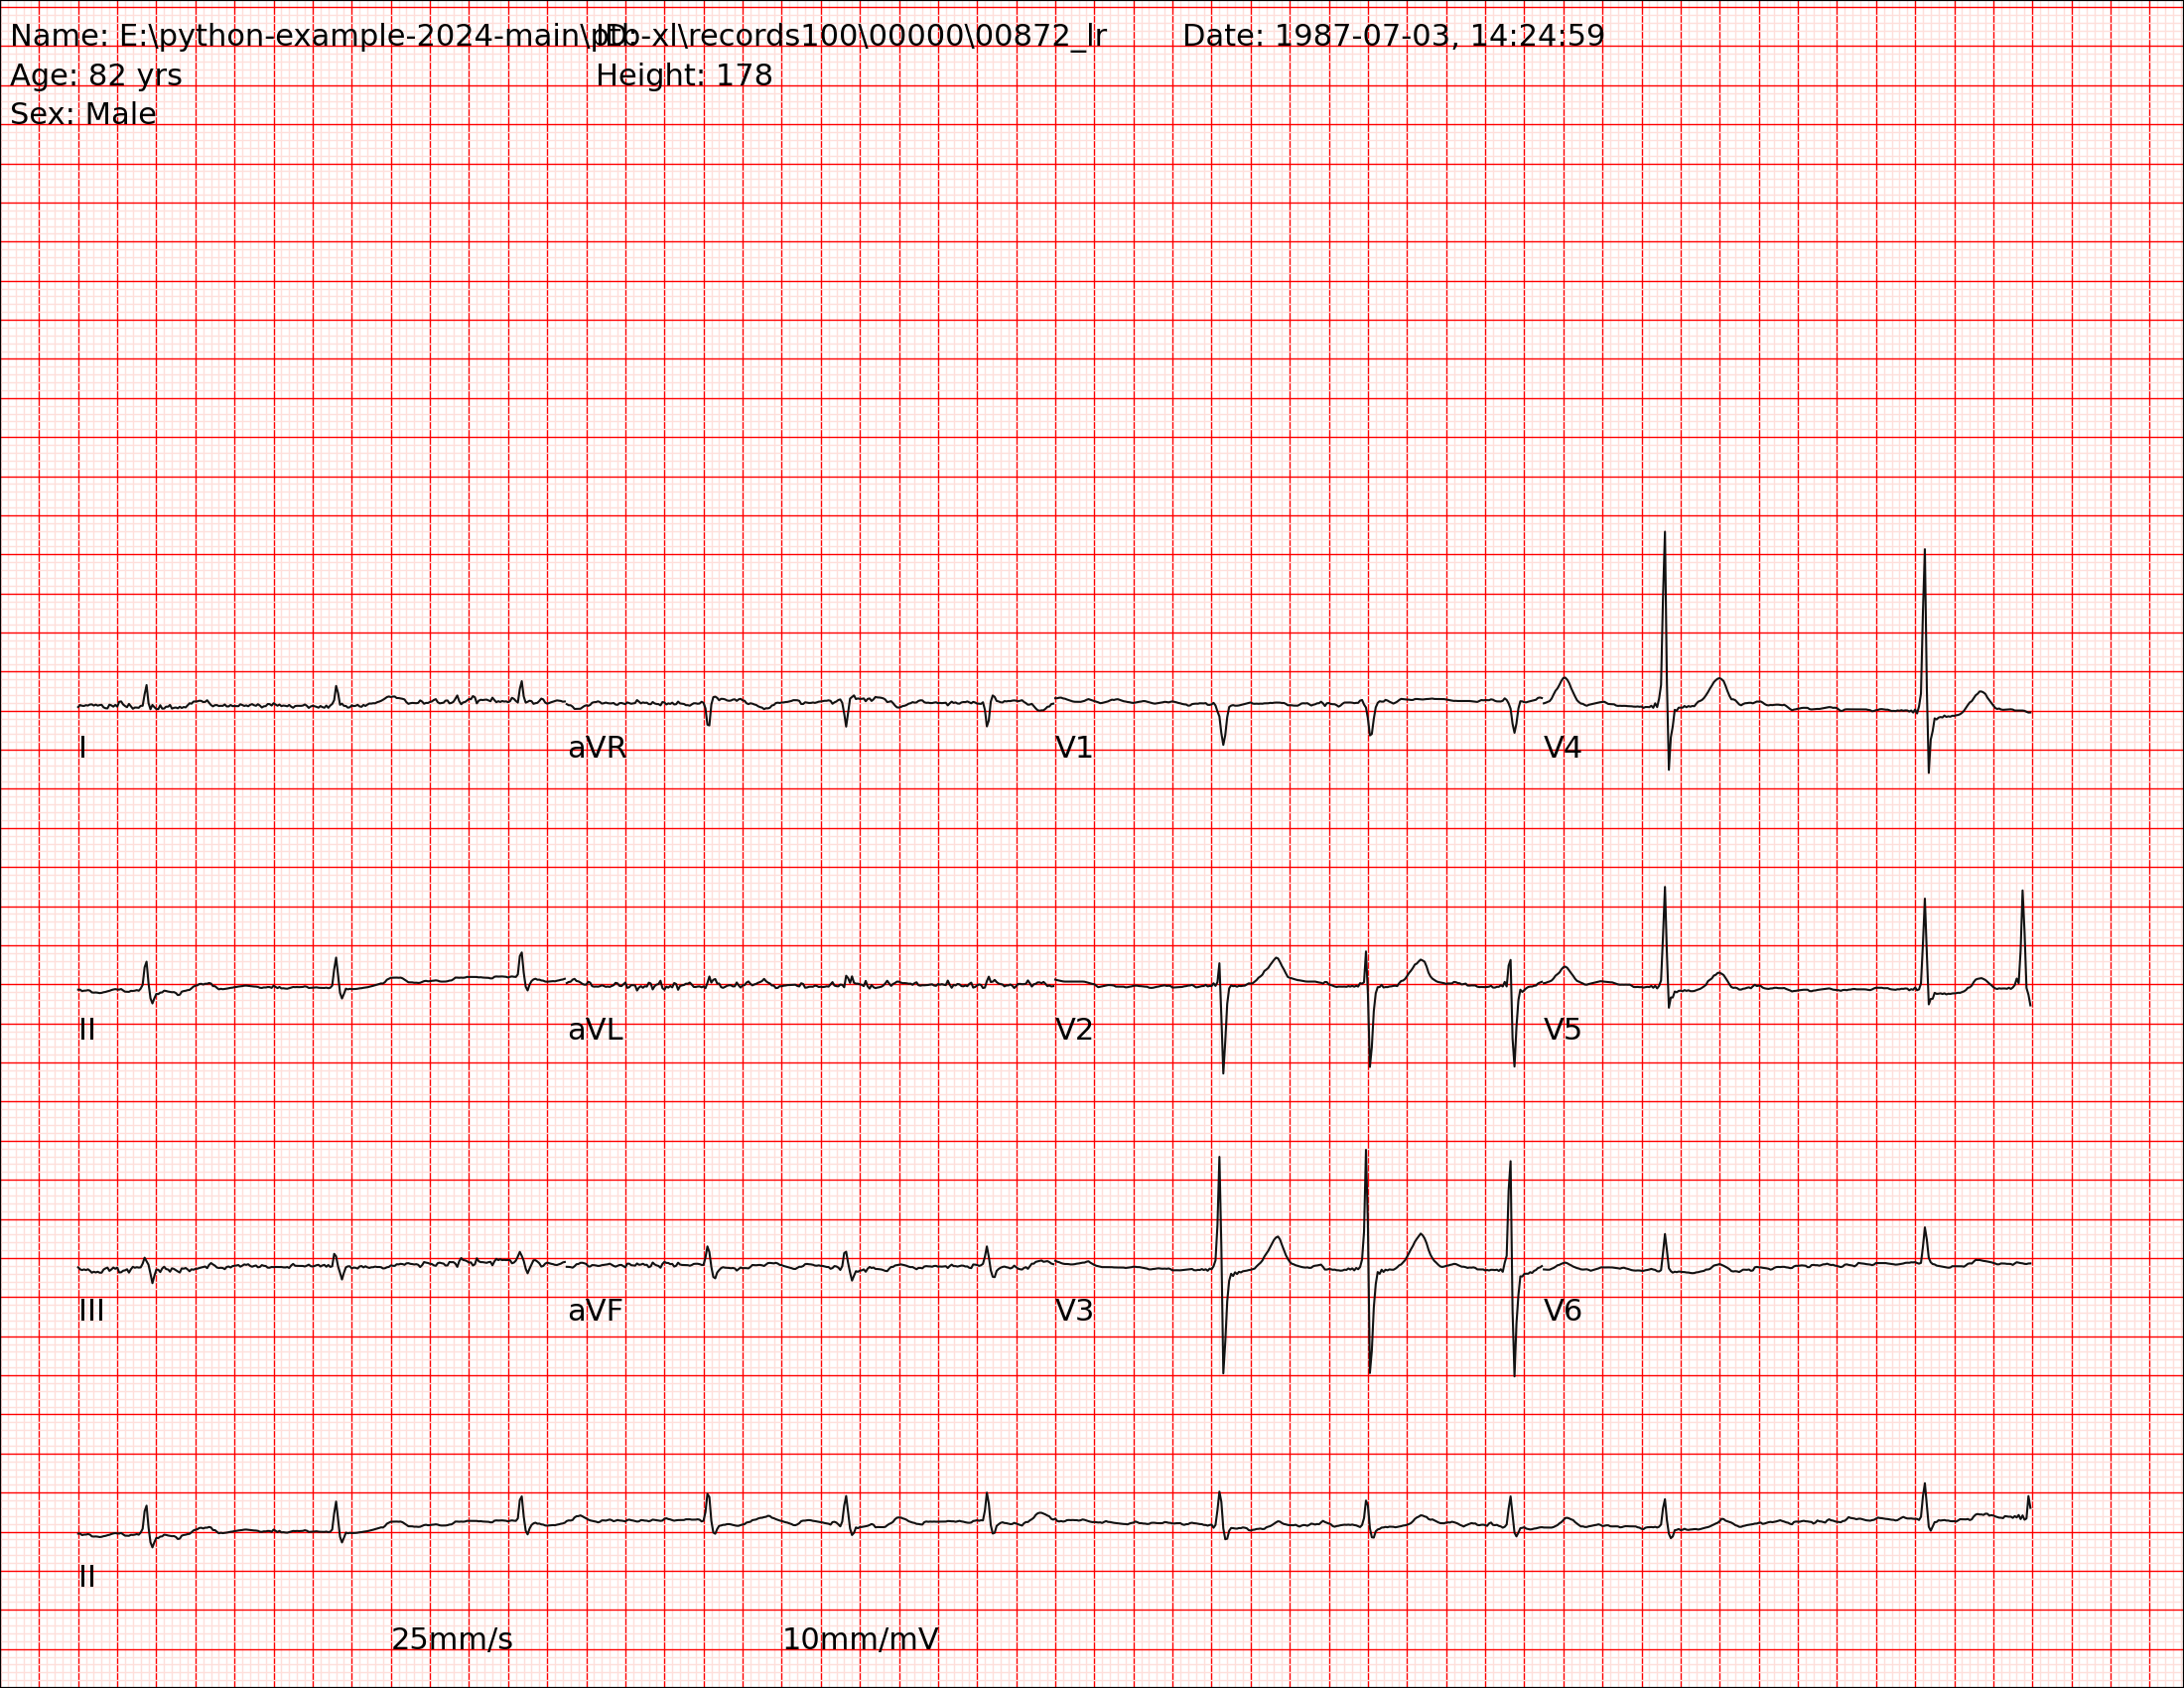 Name: E:\python-example-2024-main\ptb-xl\records100\00000\00872_lr ID: Date: 1987-07-03, 14:24:59
Age: 82 yrs Height: 178
Sex: Male
I aVR V1 V4
II aVL V2 V5
III aVF V3 V6
II
25mm/s 10mm/mV